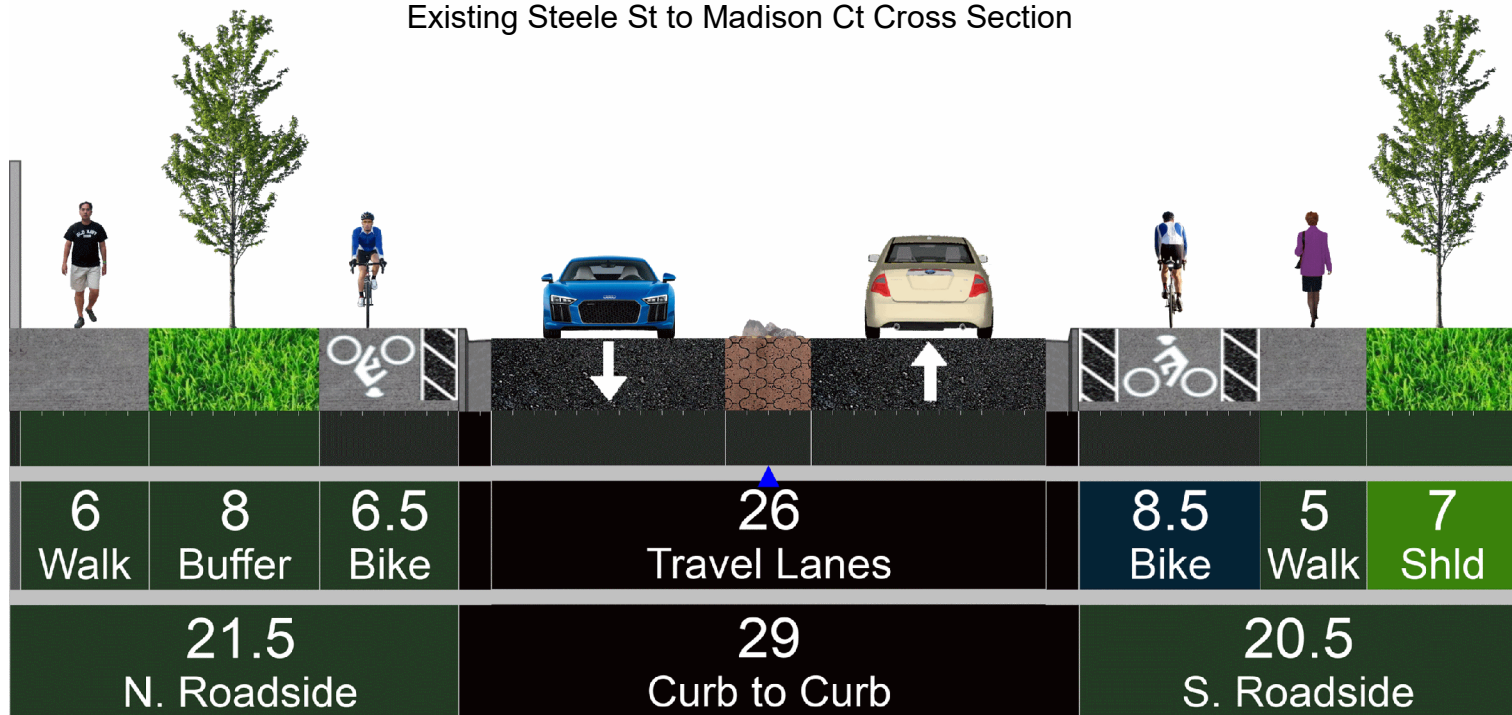 Existing Steele St to Madison Ct Cross Section
6 8 6.5 26 8.5 5 7
Walk Buffer Bike Travel Lanes Bike Walk Shld
21.5 29 20.5
N. Roadside Curb to Curb S. Roadside